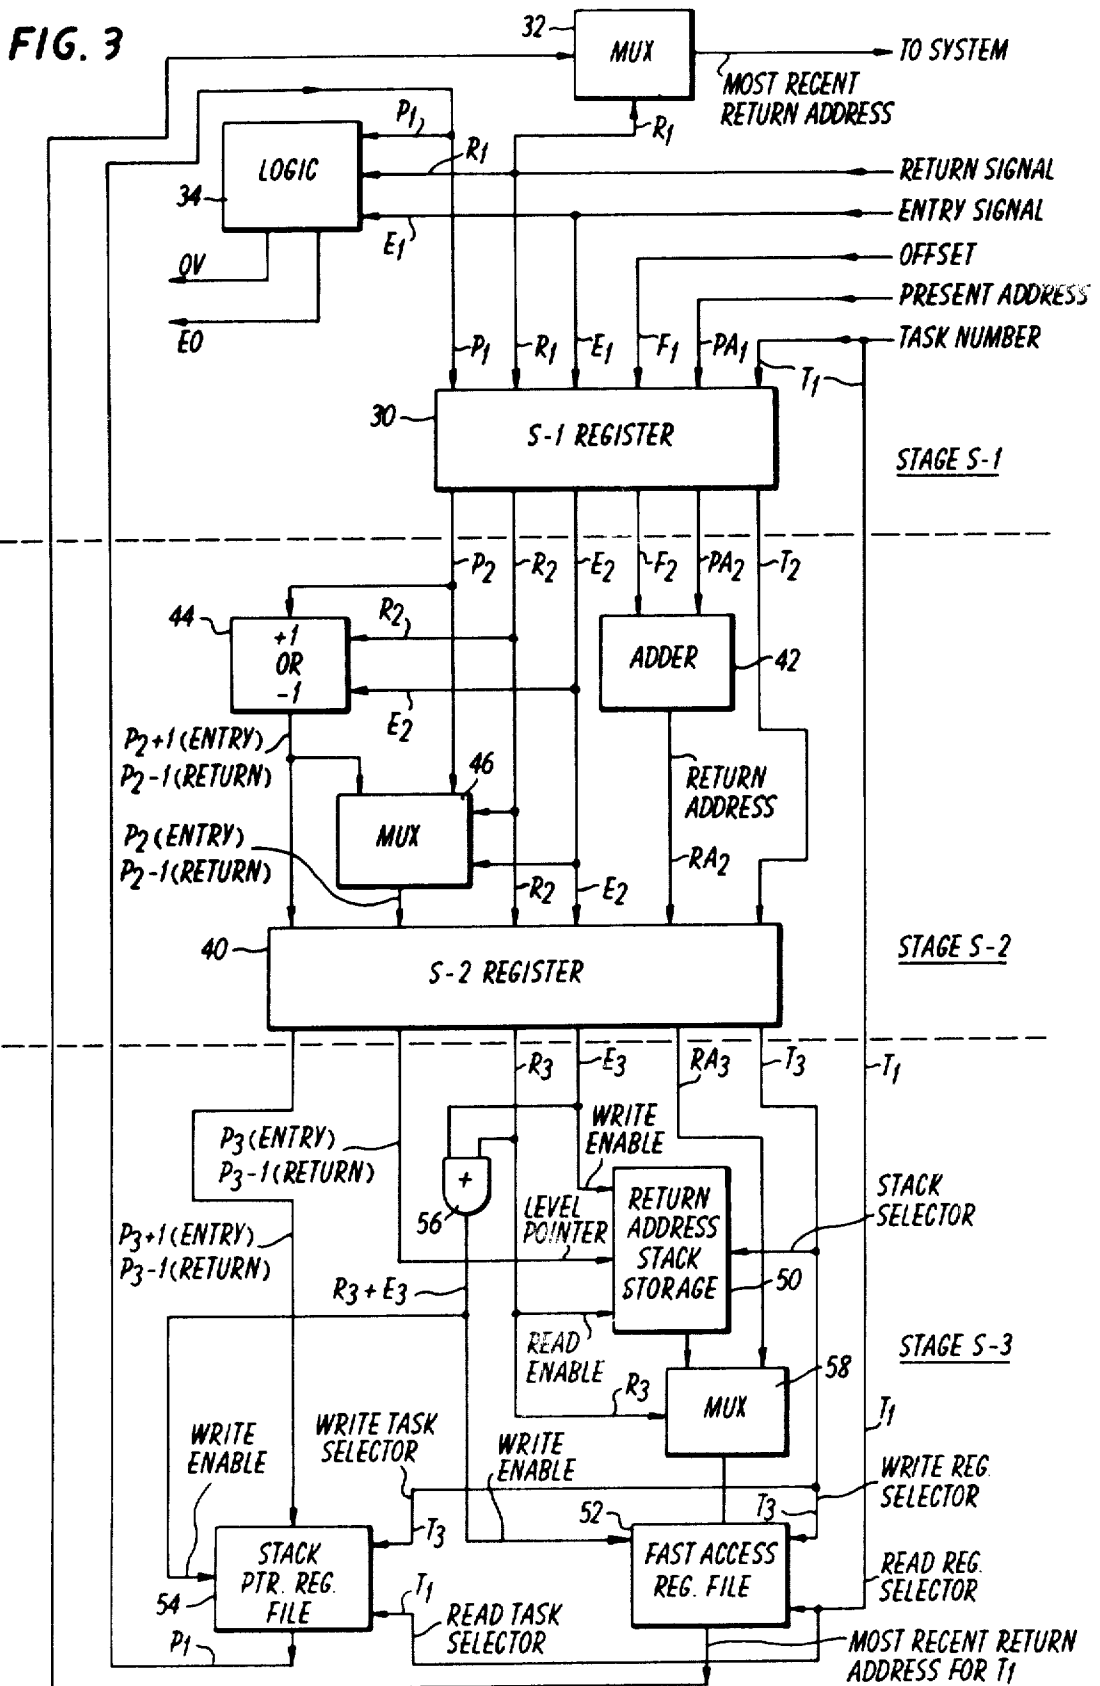 FIG. 3
32
MUX
TO SYSTEM
MOST RECENT
RETURN ADDRESS
P1
R1
R1
LOGIC
34
RETURN SIGNAL
ENTRY SIGNAL
E1
OV
OFFSET
PRESENT ADDRESS
EO
TASK NUMBER
P1
R1
E1
F1
PA1
T1
30
S-1 REGISTER
STAGE S-1
P2
R2
E2
F2
PA2
T2
44
+1
OR
-1
R2
E2
ADDER
42
P2+1 (ENTRY)
P2-1 (RETURN)
46
MUX
RETURN
ADDRESS
P2 (ENTRY)
P2-1 (RETURN)
RA2
R2
E2
40
S-2 REGISTER
STAGE S-2
R3
E3
RA3
T3
T1
P3 (ENTRY)
P3-1 (RETURN)
+
56
WRITE
ENABLE
LEVEL
POINTER
RETURN
ADDRESS
STACK
STORAGE
50
STACK
SELECTOR
P3+1 (ENTRY)
P3-1 (RETURN)
R3 + E3
READ
ENABLE
STAGE S-3
58
MUX
R3
T1
WRITE
ENABLE
WRITE TASK
SELECTOR
WRITE
ENABLE
WRITE REG.
SELECTOR
T3
T3
52
FAST ACCESS
REG. FILE
STACK
PTR. REG.
FILE
54
T1
READ TASK
SELECTOR
READ REG.
SELECTOR
P1
MOST RECENT RETURN
ADDRESS FOR T1